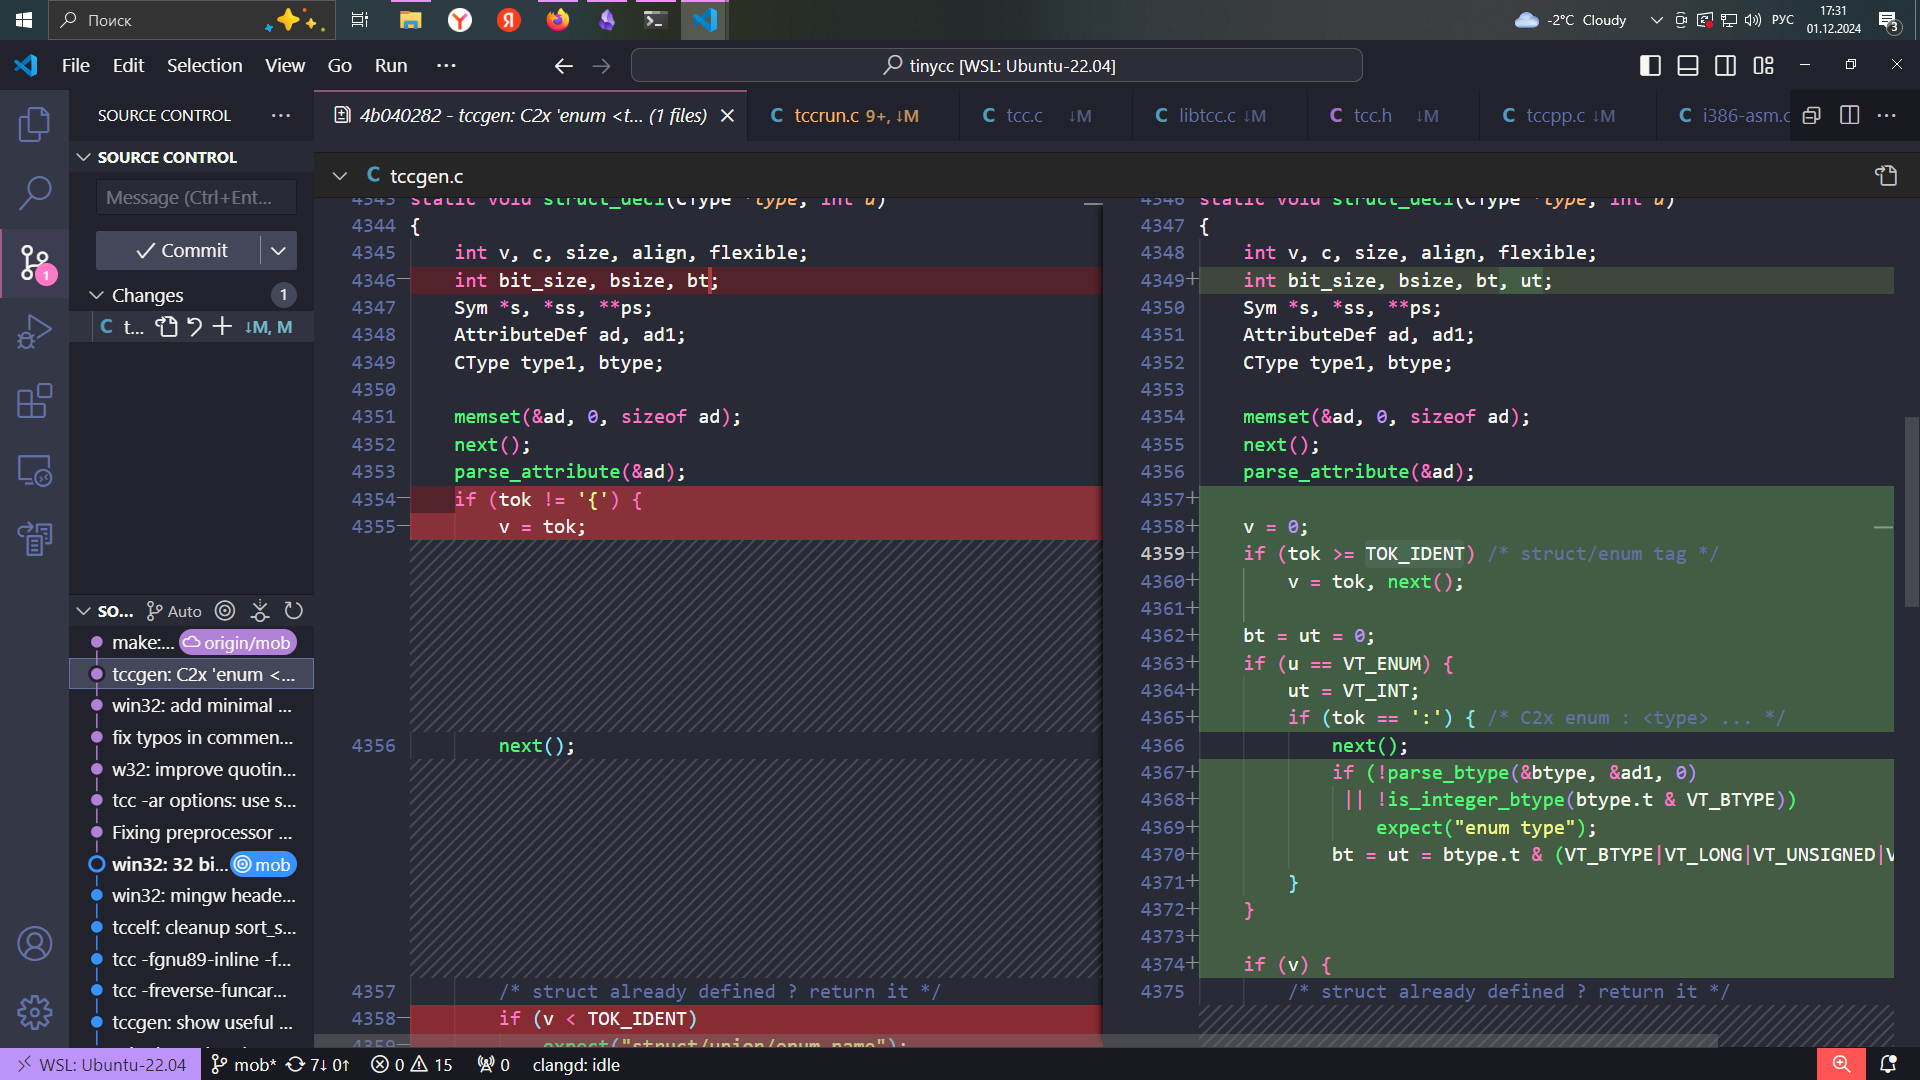 Поиск
-2°C Cloudy
РУС
17:31
01.12.2024
3
File Edit Selection View Go Run ···
tinycc [WSL: Ubuntu-22.04]
SOURCE CONTROL ···
SOURCE CONTROL
Message (Ctrl+Ent...
Commit
1
Changes 1
C t... ↓M, M
SO... Auto
make:... origin/mob
tccgen: C2x 'enum <...
win32: add minimal ...
fix typos in commen...
w32: improve quotin...
tcc -ar options: use s...
Fixing preprocessor ...
win32: 32 bi... mob
win32: mingw heade...
tccelf: cleanup sort_s...
tcc -fgnu89-inline -f...
tcc -freverse-funcar...
tccgen: show useful ...
4b040282 - tccgen: C2x 'enum <t... (1 files)
C tccrun.c 9+, ↓M
C tcc.c ↓M
C libtcc.c ↓M
C tcc.h ↓M
C tccpp.c ↓M
C i386-asm.c
C tccgen.c
4343 static void struct_decl(CType *type, int u)
4344 {
4345 int v, c, size, align, flexible;
4346— int bit_size, bsize, bt;
4347 Sym *s, *ss, **ps;
4348 AttributeDef ad, ad1;
4349 CType type1, btype;
4350
4351 memset(&ad, 0, sizeof ad);
4352 next();
4353 parse_attribute(&ad);
4354— if (tok != '{') {
4355— v = tok;
4356 next();
4357 /* struct already defined ? return it */
4358— if (v < TOK_IDENT)
4359— expect("struct/union/enum name");
4346 static void struct_decl(CType *type, int u)
4347 {
4348 int v, c, size, align, flexible;
4349+ int bit_size, bsize, bt, ut;
4350 Sym *s, *ss, **ps;
4351 AttributeDef ad, ad1;
4352 CType type1, btype;
4353
4354 memset(&ad, 0, sizeof ad);
4355 next();
4356 parse_attribute(&ad);
4357+
4358+ v = 0;
4359+ if (tok >= TOK_IDENT) /* struct/enum tag */
4360+ v = tok, next();
4361+
4362+ bt = ut = 0;
4363+ if (u == VT_ENUM) {
4364+ ut = VT_INT;
4365+ if (tok == ':') { /* C2x enum : <type> ... */
4366 next();
4367+ if (!parse_btype(&btype, &ad1, 0)
4368+ || !is_integer_btype(btype.t & VT_BTYPE))
4369+ expect("enum type");
4370+ bt = ut = btype.t & (VT_BTYPE|VT_LONG|VT_UNSIGNED|V
4371+ }
4372+ }
4373+
4374+ if (v) {
4375 /* struct already defined ? return it */
WSL: Ubuntu-22.04 mob* 7↓ 0↑ 0 15 0 clangd: idle